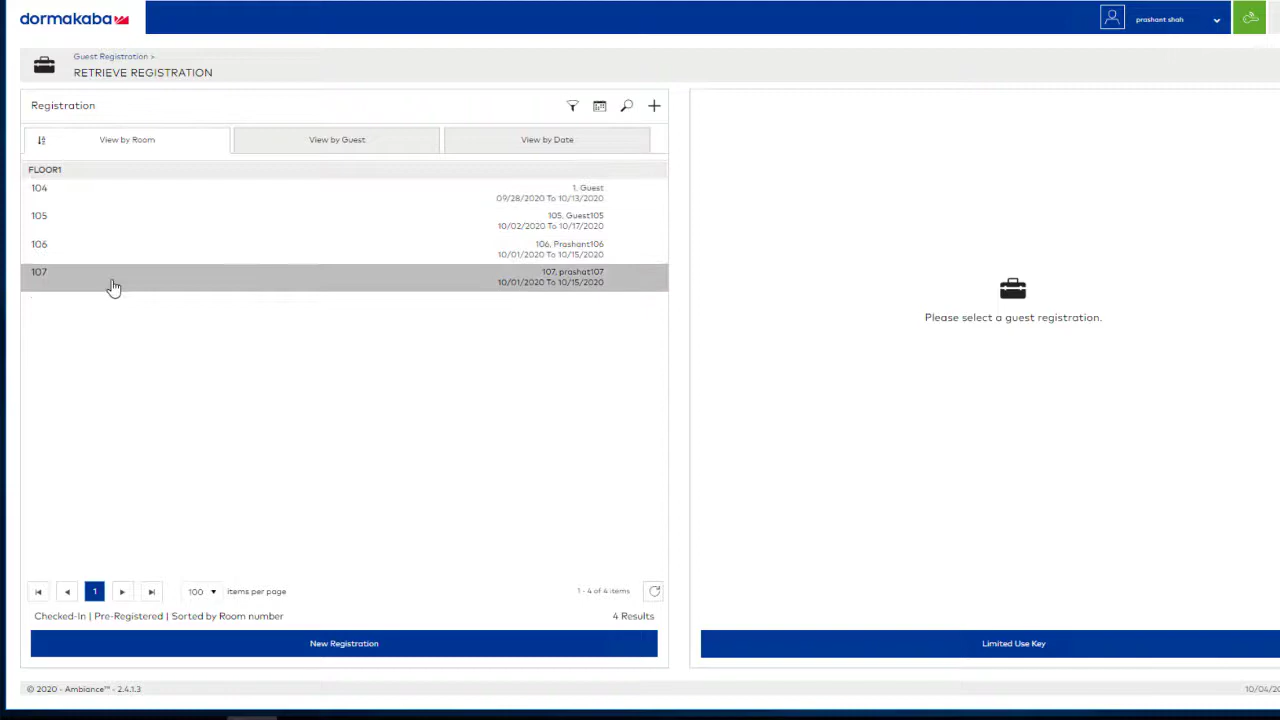 dormakaba
prashant shah
Guest Registration >
RETRIEVE REGISTRATION
Registration
View by Room
View by Guest
View by Date
FLOOR1
104
1, Guest
09/28/2020 To 10/13/2020
105
105, Guest105
10/02/2020 To 10/17/2020
106
106, Prashant106
10/01/2020 To 10/15/2020
107
107, prashat107
10/01/2020 To 10/15/2020
Please select a guest registration.
1
100
items per page
1 - 4 of 4 items
Checked-In | Pre-Registered | Sorted by Room number
4 Results
New Registration
Limited Use Key
© 2020 - Ambiance™ - 2.4.1.3